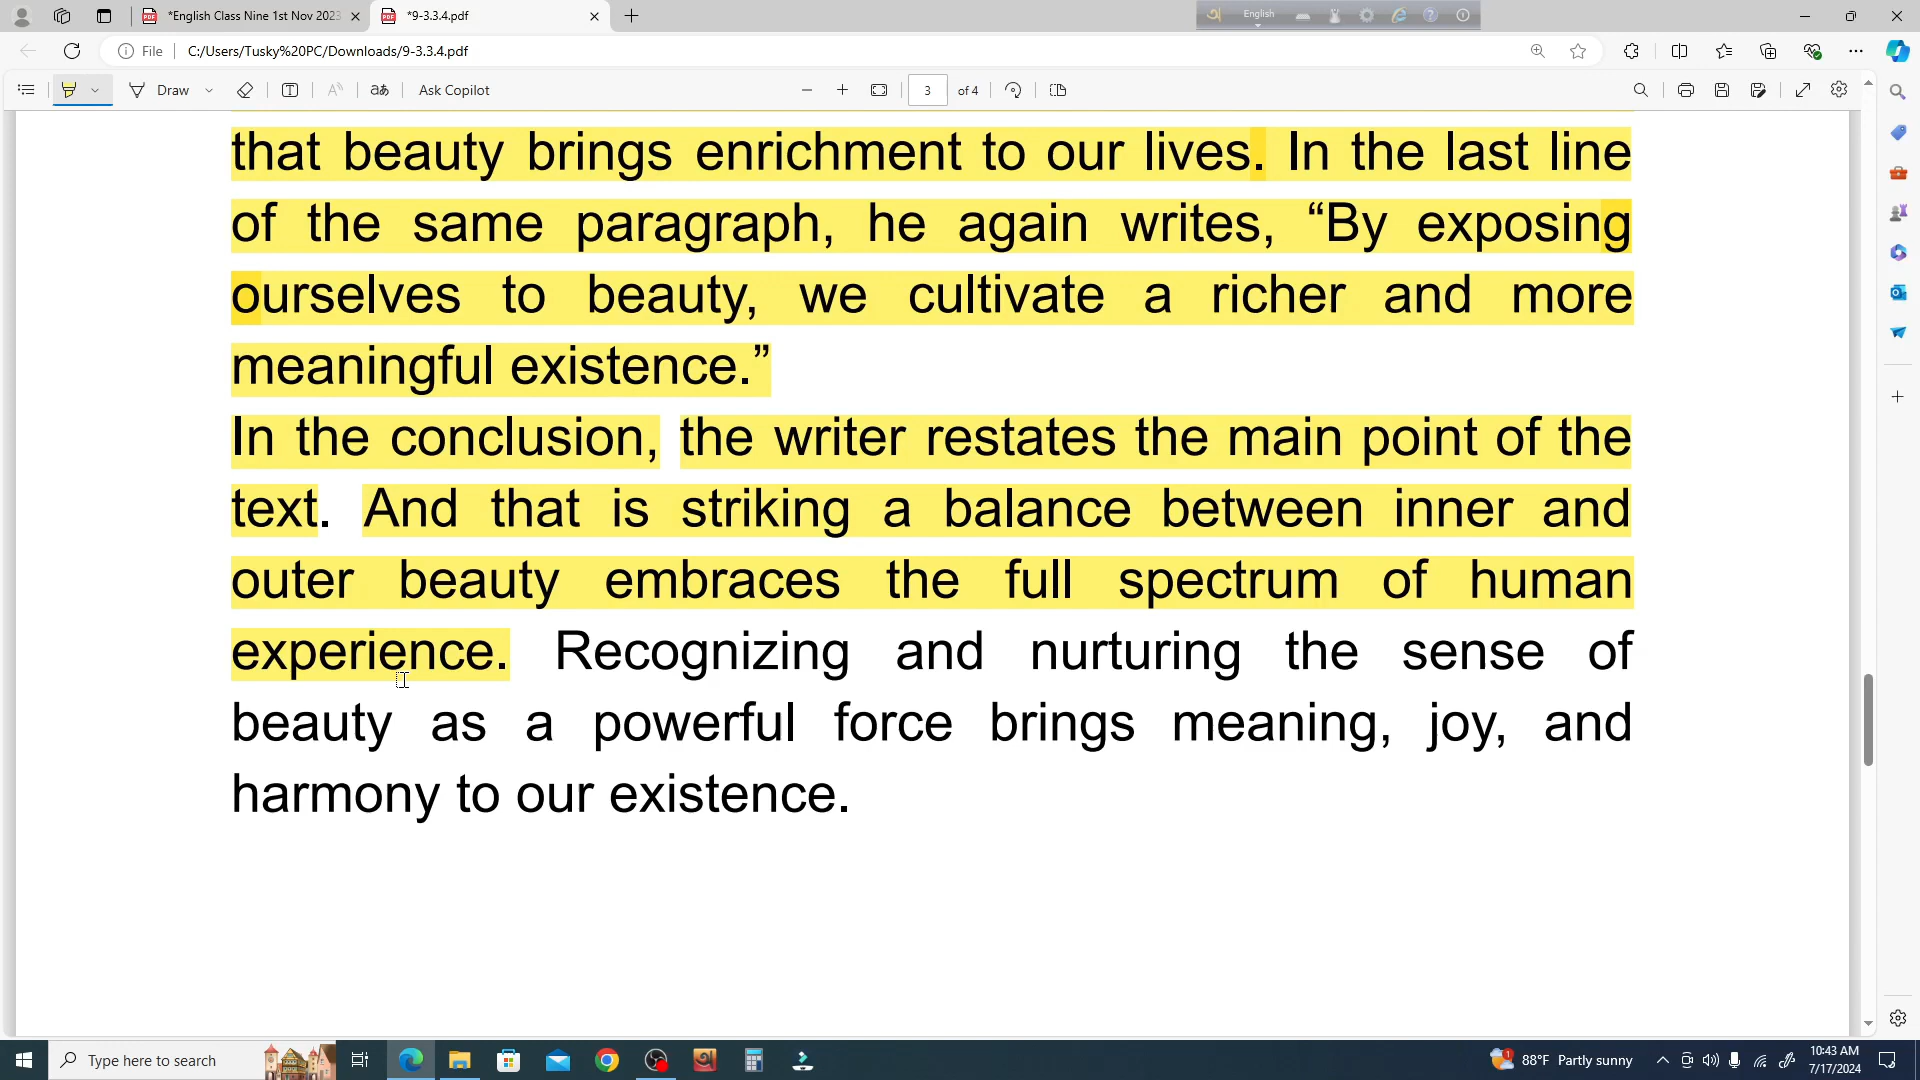 *English Class Nine 1st Nov 2023
*9-3.3.4.pdf
English
File
C:/Users/Tusky%20PC/Downloads/9-3.3.4.pdf
Draw
Ask Copilot
3 of 4
that beauty brings enrichment to our lives. In the last line
of the same paragraph, he again writes, “By exposing
ourselves to beauty, we cultivate a richer and more
meaningful existence.”
In the conclusion, the writer restates the main point of the
text. And that is striking a balance between inner and
outer beauty embraces the full spectrum of human
experience. Recognizing and nurturing the sense of
beauty as a powerful force brings meaning, joy, and
harmony to our existence.
Type here to search
88°F Partly sunny
10:43 AM
7/17/2024